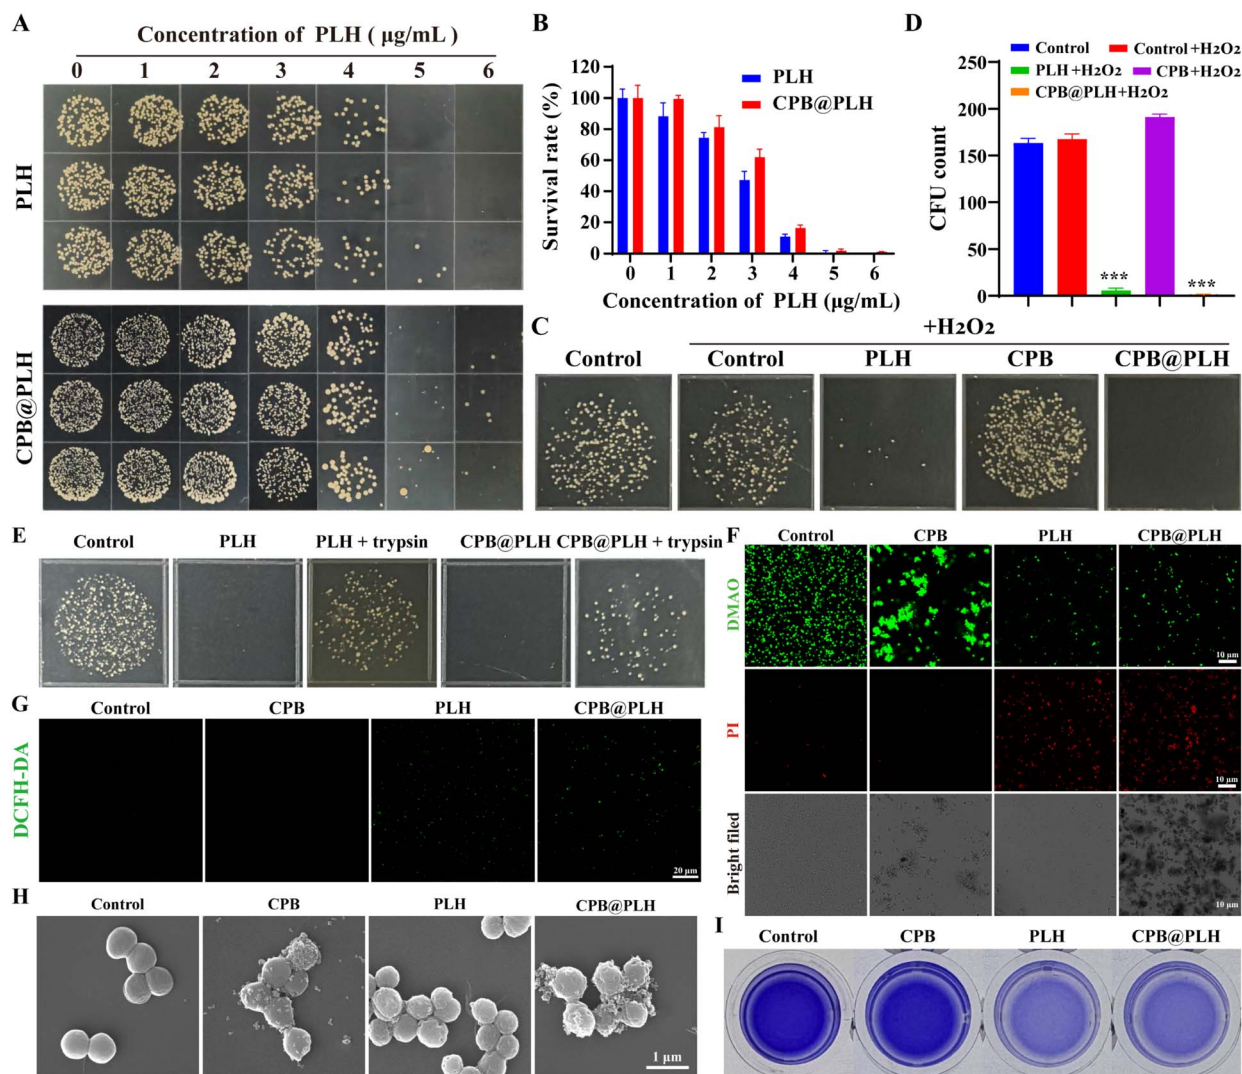 A
Concentration of PLH ( μg/mL )
0 1 2 3 4 5 6
PLH
CPB@PLH
B
PLH
CPB@PLH
Survival rate (%)
120
100
80
60
40
20
0
0 1 2 3 4 5 6
Concentration of PLH (μg/mL)
D
Control
Control+H2O2
PLH+H2O2
CPB+H2O2
CPB@PLH+H2O2
CFU count
250
200
150
100
50
0
***
***
C
+H2O2
Control Control PLH CPB CPB@PLH
E
Control PLH PLH + trypsin CPB@PLH CPB@PLH + trypsin
F
Control CPB PLH CPB@PLH
DMAO
10 μm
PI
10 μm
Bright filed
10 μm
G
Control CPB PLH CPB@PLH
DCFH-DA
20 μm
H
Control CPB PLH CPB@PLH
1 μm
I
Control CPB PLH CPB@PLH